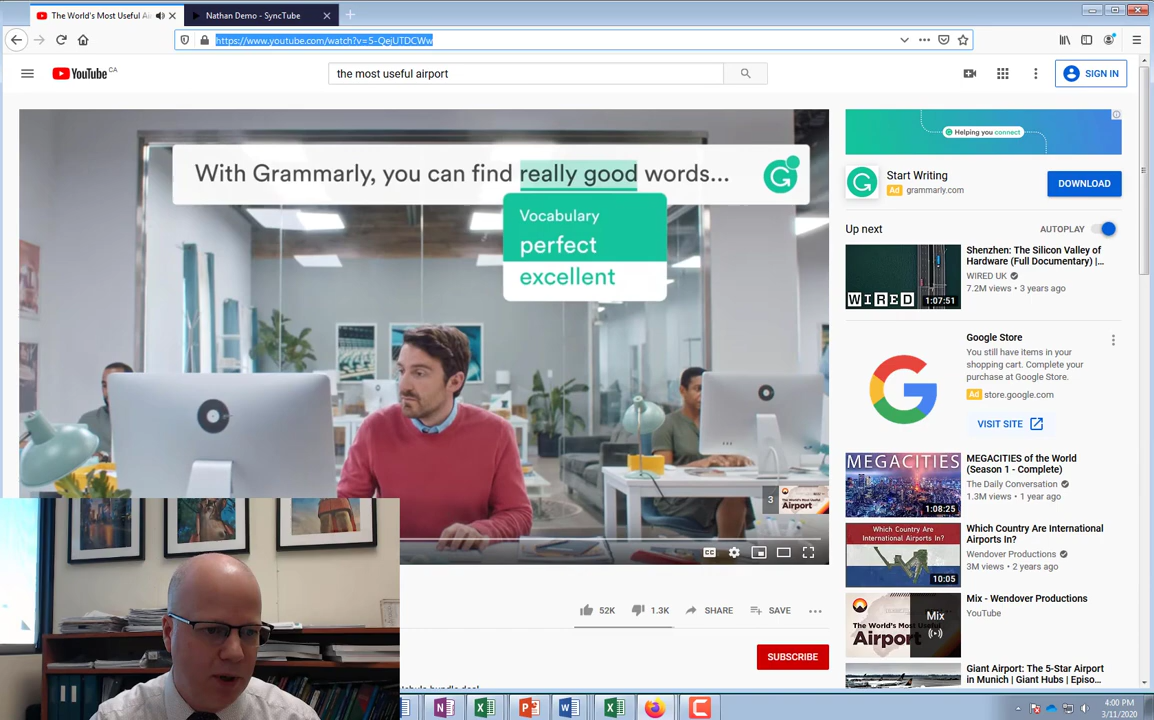 The World's Most Useful Ai
Nathan Demo - SyncTube
https://www.youtube.com/watch?v=5-QejUTDCWw
YouTube CA
the most useful airport
SIGN IN
With Grammarly, you can find really good words...
Vocabulary
perfect
excellent
3
The World's Most Useful
Airport
CC
52K
1.3K
SHARE
SAVE
SUBSCRIBE
Helping you connect
Start Writing
Ad grammarly.com
DOWNLOAD
Up next
AUTOPLAY
WIRED
1:07:51
Shenzhen: The Silicon Valley of
Hardware (Full Documentary) |...
WIRED UK
7.2M views • 3 years ago
Google Store
You still have items in your
shopping cart. Complete your
purchase at Google Store.
Ad store.google.com
VISIT SITE
MEGACITIES
1:08:25
MEGACITIES of the World
(Season 1 - Complete)
The Daily Conversation
1.3M views • 1 year ago
Which Country Are
International Airports In?
10:05
Which Country Are International
Airports In?
Wendover Productions
3M views • 2 years ago
The World's Most Useful
Airport
Mix
Mix - Wendover Productions
YouTube
Giant Airport: The 5-Star Airport
in Munich | Giant Hubs | Episo...
4:00 PM
3/11/2020